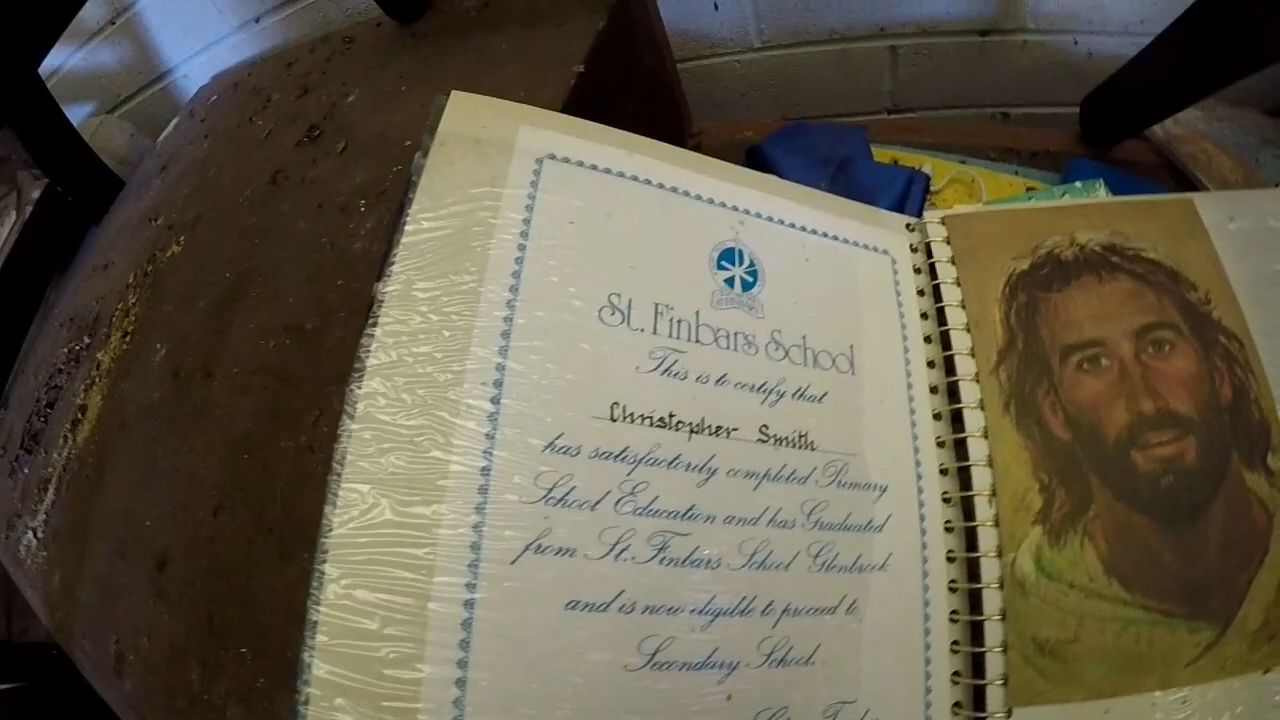 St. Finbars School
This is to certify that
Christopher Smith
has satisfactorily completed Primary
School Education and has Graduated
from St. Finbars School Glenbrook
and is now eligible to proceed to
Secondary School.